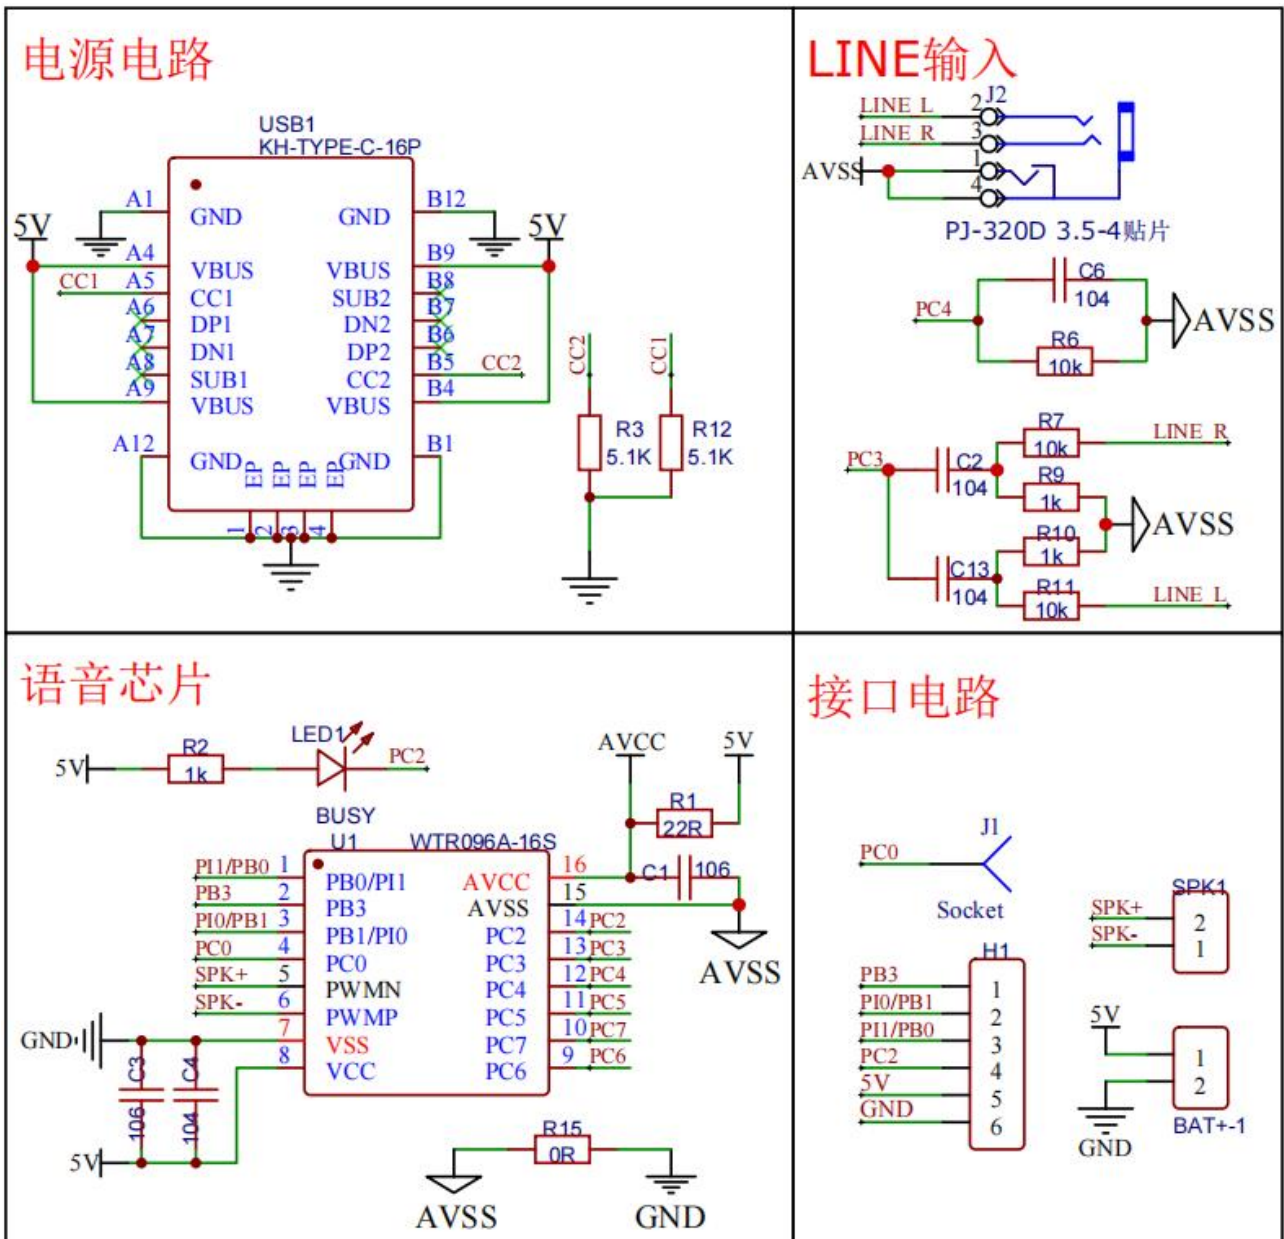 电源电路
USB1
KH-TYPE-C-16P
A1
GND
GND
B12
5V
5V
A4
VBUS
VBUS
B9
CC1
A5
CC1
SUB2
B8
A6
DP1
DN2
B7
A7
DN1
DP2
B6
A8
SUB1
CC2
B5
CC2
A9
VBUS
VBUS
B4
A12
GND
GND
B1
EP
EP
EP
EP
1
2
3
4
CC2
CC1
R3
5.1K
R12
5.1K
LINE输入
LINE_L
2
J2
LINE_R
3
AVSS
1
4
PJ-320D 3.5-4贴片
C6
104
PC4
AVSS
R6
10k
R7
10k
LINE_R
PC3
C2
104
R9
1k
AVSS
R10
1k
C13
104
R11
10k
LINE_L
语音芯片
LED1
R2
1k
5V
PC2
BUSY
AVCC
5V
R1
22R
U1
WTR096A-16S
C1
106
PI1/PB0
1
PB0/PI1
AVCC
16
PB3
2
PB3
AVSS
15
PI0/PB1
3
PB1/PI0
PC2
14
PC2
PC0
4
PC0
PC3
13
PC3
SPK+
5
PWMN
PC4
12
PC4
SPK-
6
PWMP
PC5
11
PC5
GND
7
VSS
PC7
10
PC7
8
VCC
PC6
9
PC6
AVSS
C3
106
C4
104
5V
R15
0R
AVSS
GND
接口电路
J1
PC0
Socket
SPK1
SPK+
2
SPK-
1
H1
PB3
1
PI0/PB1
2
PI1/PB0
3
PC2
4
5V
5
GND
6
5V
1
2
GND
BAT+-1